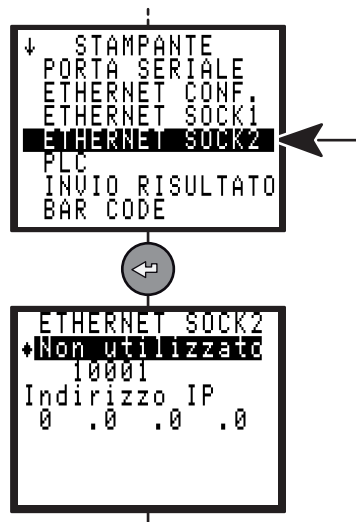 ↓ STAMPANTE
PORTA SERIALE
ETHERNET CONF.
ETHERNET SOCK1
ETHERNET SOCK2
PLC
INVIO RISULTATO
BAR CODE
ETHERNET SOCK2
Non utilizzato
10001
Indirizzo IP
0 .0 .0 .0